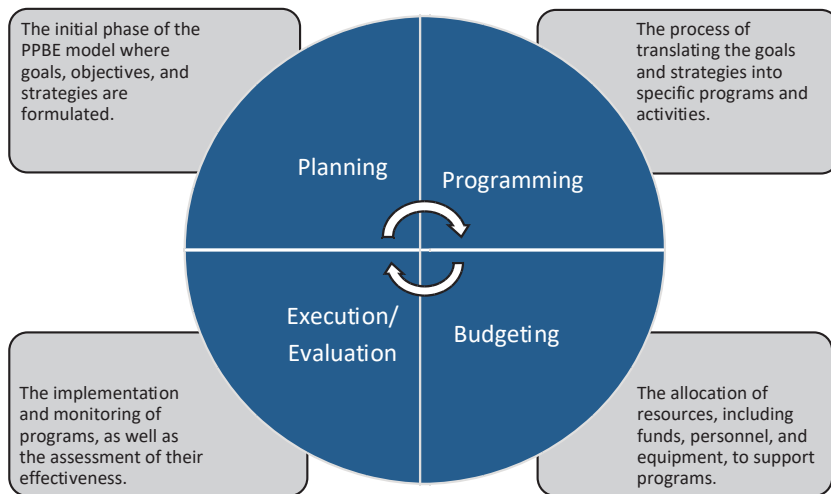 The initial phase of the
PPBE model where
goals, objectives, and
strategies are
formulated.
The process of
translating the goals
and strategies into
specific programs and
activities.
Planning
Programming
Execution/
Evaluation
Budgeting
The implementation
and monitoring of
programs, as well as
the assessment of their
effectiveness.
The allocation of
resources, including
funds, personnel, and
equipment, to support
programs.